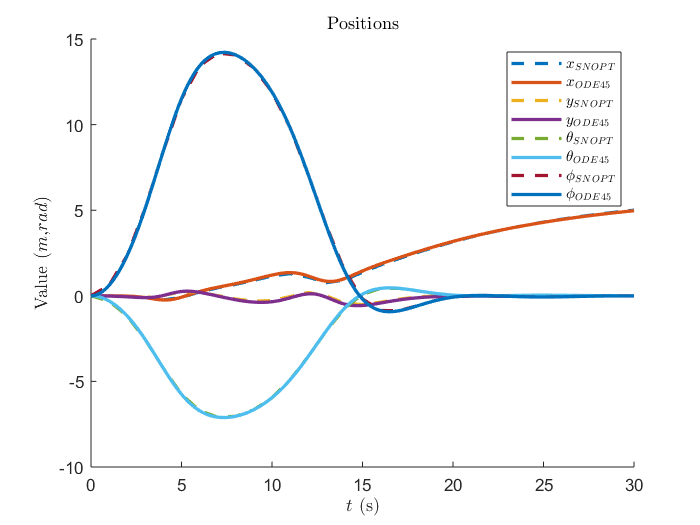 Positions
15
10
5
0
-5
-10
0 5 10 15 20 25 30
Value (m,rad)
t (s)
x_SNOPT
x_ODE45
y_SNOPT
y_ODE45
θ_SNOPT
θ_ODE45
ϕ_SNOPT
ϕ_ODE45